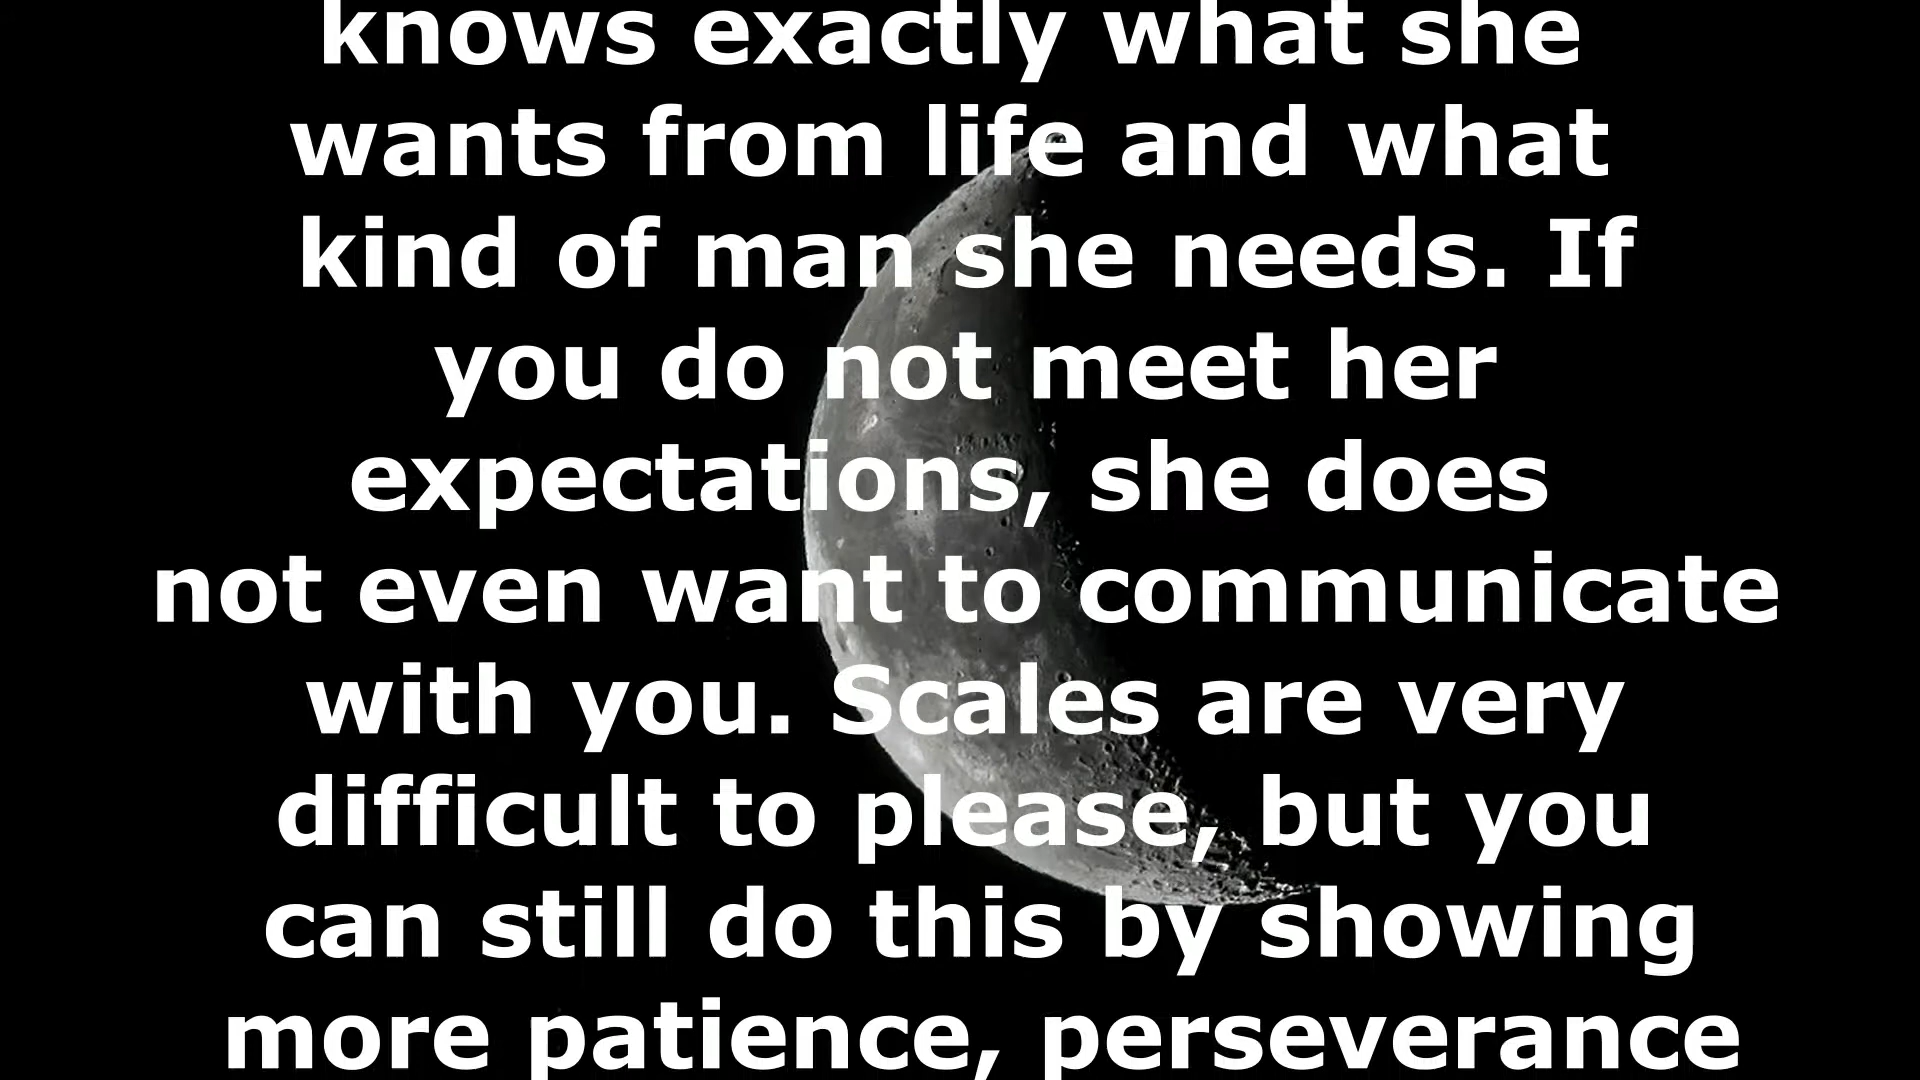 knows exactly what she
wants from life and what
kind of man she needs. If
you do not meet her
expectations, she does
not even want to communicate
with you. Scales are very
difficult to please, but you
can still do this by showing
more patience, perseverance